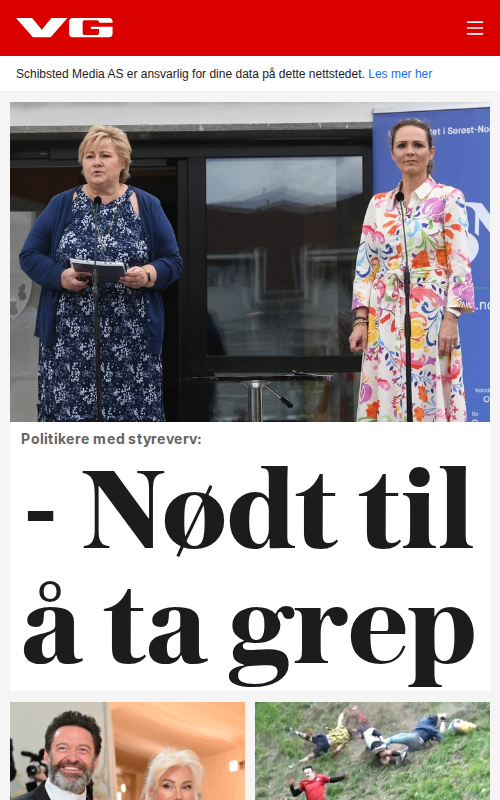 VG
Schibsted Media AS er ansvarlig for dine data på dette nettstedet. Les mer her
Politikere med styreverv:
- Nødt til
å ta grep